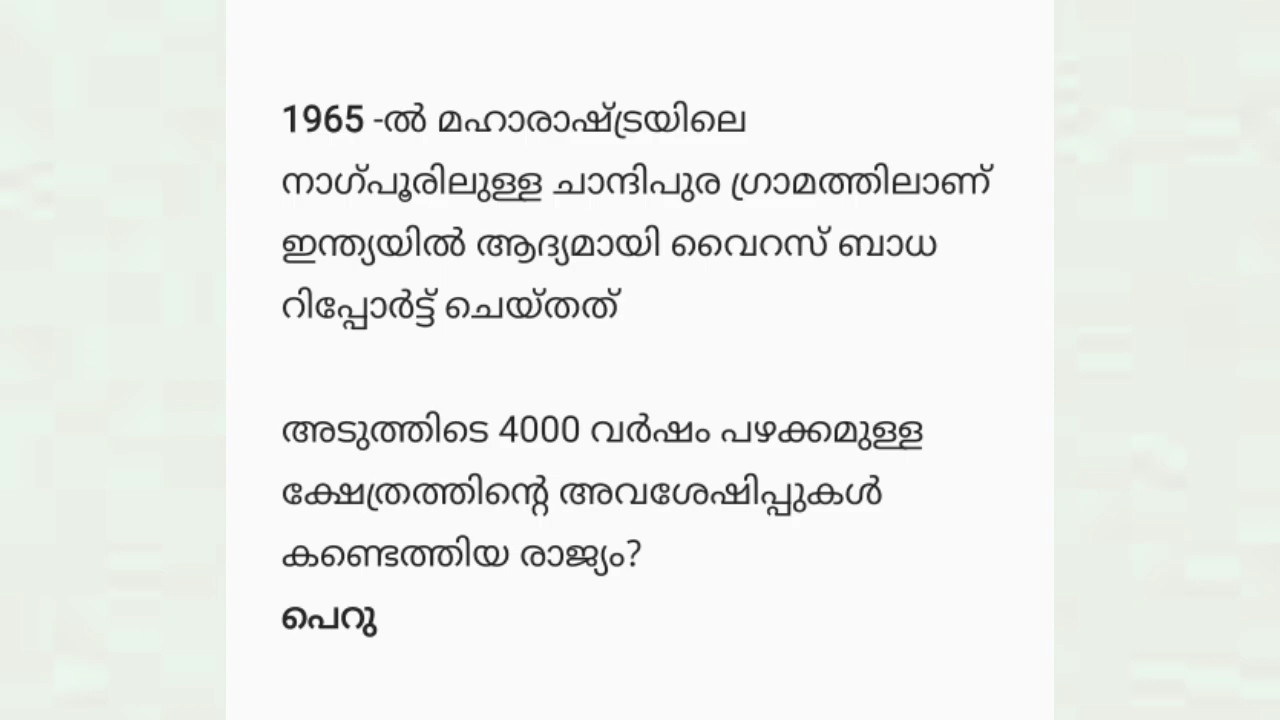 1965 -ൽ മഹാരാഷ്ട്രയിലെ
നാഗ്പൂരിലുള്ള ചാന്ദിപുര ഗ്രാമത്തിലാണ്
ഇന്ത്യയിൽ ആദ്യമായി വൈറസ് ബാധ
റിപ്പോർട്ട് ചെയ്തത്
അടുത്തിടെ 4000 വർഷം പഴക്കമുള്ള
ക്ഷേത്രത്തിന്റെ അവശേഷിപ്പുകൾ
കണ്ടെത്തിയ രാജ്യം?
പെറു